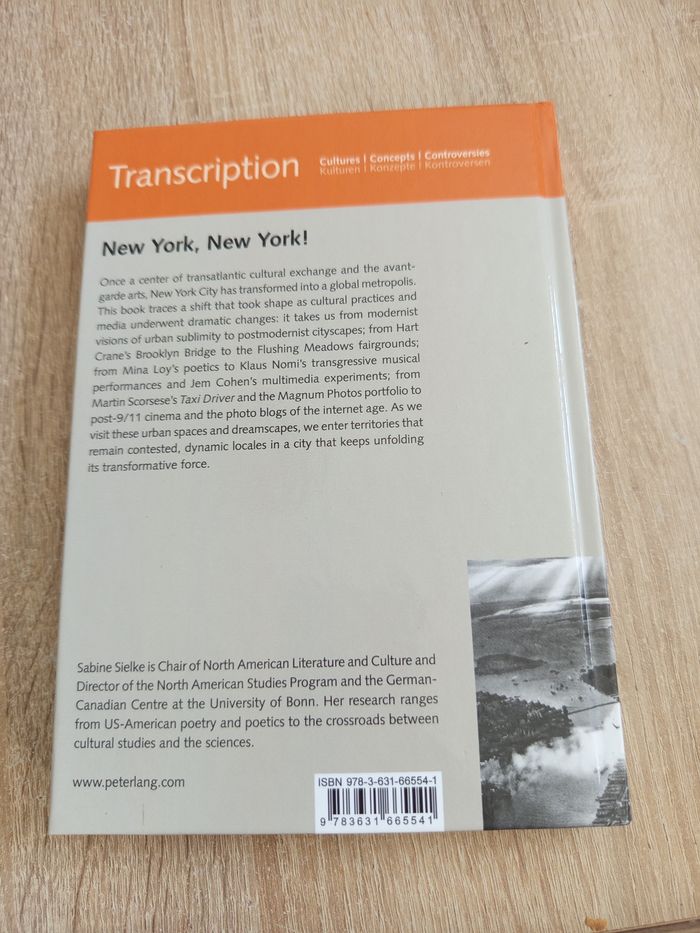 Transcription
Cultures | Concepts | Controversies
Kulturen | Konzepte | Kontroversen
New York, New York!
Once a center of transatlantic cultural exchange and the avant-
garde arts, New York City has transformed into a global metropolis.
This book traces a shift that took shape as cultural practices and
media underwent dramatic changes: it takes us from modernist
visions of urban sublimity to postmodernist cityscapes; from Hart
Crane's Brooklyn Bridge to the Flushing Meadows fairgrounds;
from Mina Loy's poetics to Klaus Nomi's transgressive musical
performances and Jem Cohen's multimedia experiments; from
Martin Scorsese's Taxi Driver and the Magnum Photos portfolio to
post-9/11 cinema and the photo blogs of the internet age. As we
visit these urban spaces and dreamscapes, we enter territories that
remain contested, dynamic locales in a city that keeps unfolding
its transformative force.
Sabine Sielke is Chair of North American Literature and Culture and
Director of the North American Studies Program and the German-
Canadian Centre at the University of Bonn. Her research ranges
from US-American poetry and poetics to the crossroads between
cultural studies and the sciences.
www.peterlang.com
ISBN 978-3-631-66554-1
9 783631 665541